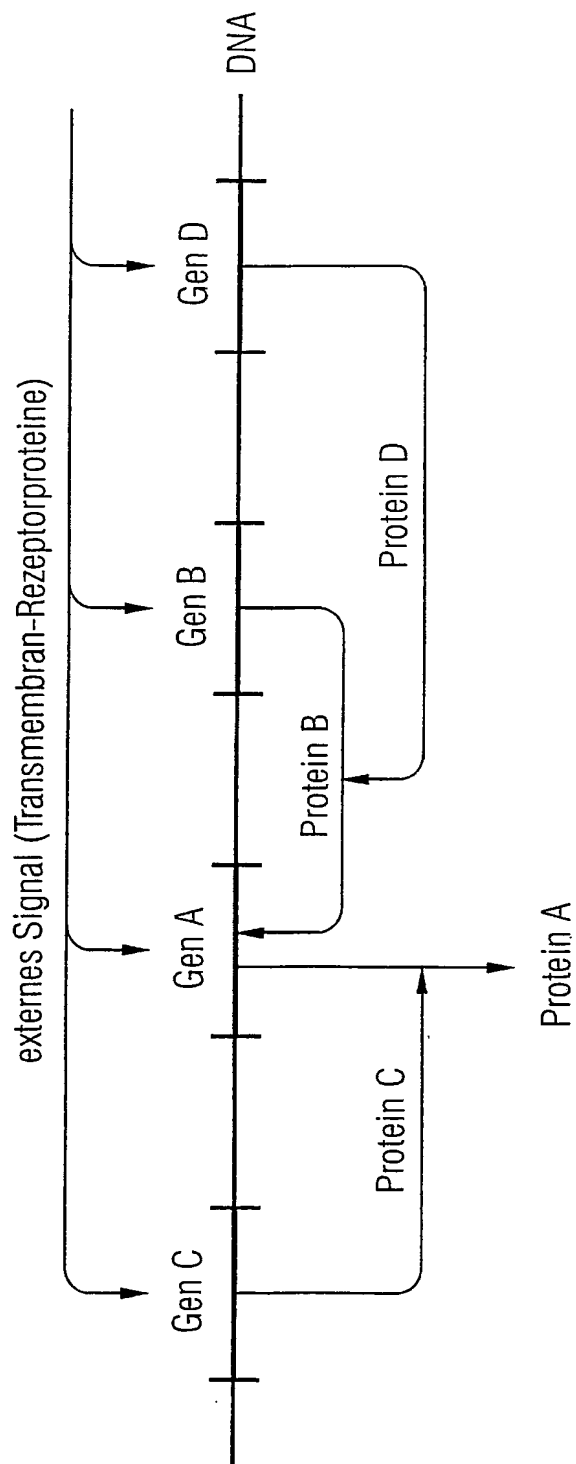 externes Signal (Transmembran-Rezeptorproteine)
Gen C
Gen A
Gen B
Gen D
DNA
Protein C
Protein B
Protein D
Protein A